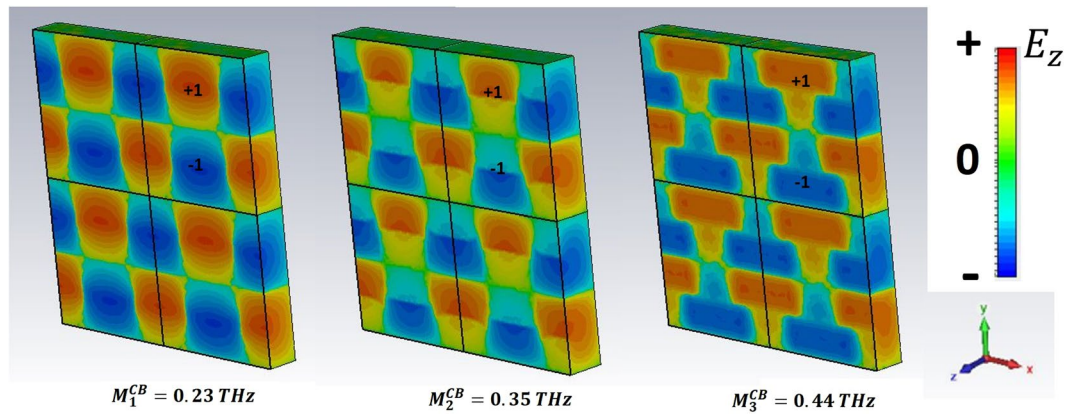 +1
-1
+1
-1
+1
-1
+
0
-
E_z
y
z
x
M_1^{CB} = 0.23 THz
M_2^{CB} = 0.35 THz
M_3^{CB} = 0.44 THz